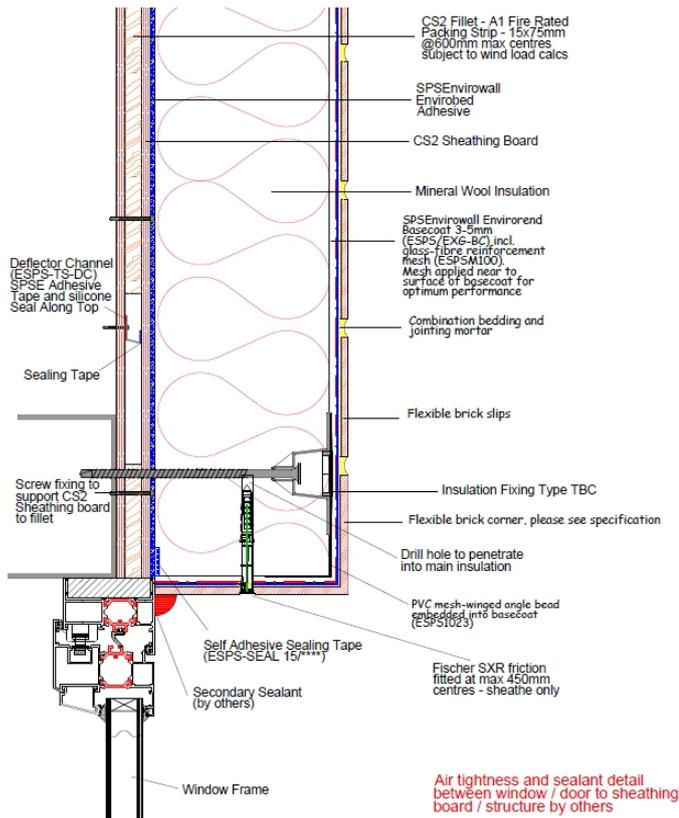 CS2 Fillet - A1 Fire Rated
Packing Strip - 15x75mm
@600mm max centres
subject to wind load calcs
SPSEnvirowall
Envirobed
Adhesive
CS2 Sheathing Board
Mineral Wool Insulation
SPSEnvirowall Envirorend
Basecoat 3-5mm
(ESPS/EXG-BC) incl.
glass-fibre reinforcement
mesh (ESPSM100).
Mesh applied near to
surface of basecoat for
optimum performance
Deflector Channel
(ESPS-TS-DC)
SPSE Adhesive
Tape and silicone
Seal Along Top
Combination bedding and
jointing mortar
Sealing Tape
Flexible brick slips
Screw fixing to
support CS2
Sheathing board
to fillet
Insulation Fixing Type TBC
Flexible brick corner, please see specification
Drill hole to penetrate
into main insulation
PVC mesh-winged angle bead
embedded into basecoat
(ESPS1023)
Self Adhesive Sealing Tape
(ESPS-SEAL 15/****)
Fischer SXR friction
fitted at max 450mm
centres - sheathe only
Secondary Sealant
(by others)
Window Frame
Air tightness and sealant detail
between window / door to sheathing
board / structure by others